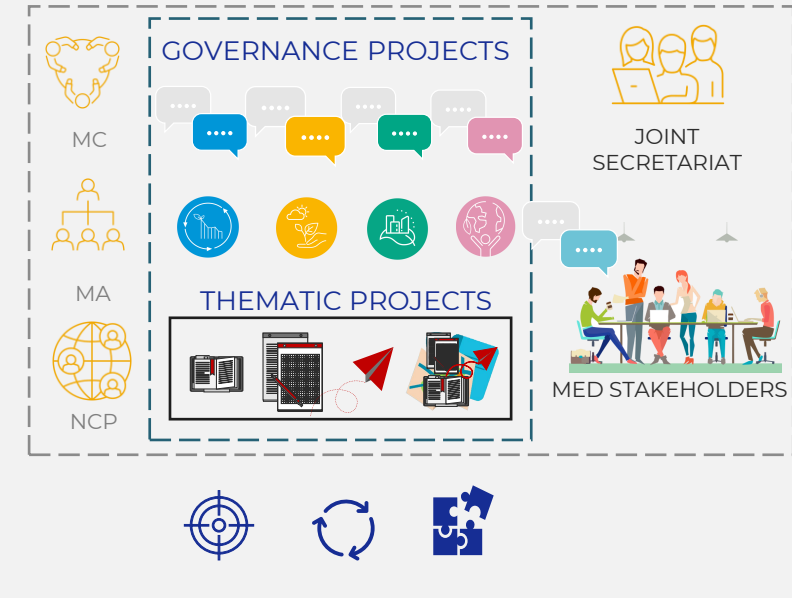 GOVERNANCE PROJECTS
MC
JOINT
SECRETARIAT
MA
THEMATIC PROJECTS
MED STAKEHOLDERS
NCP